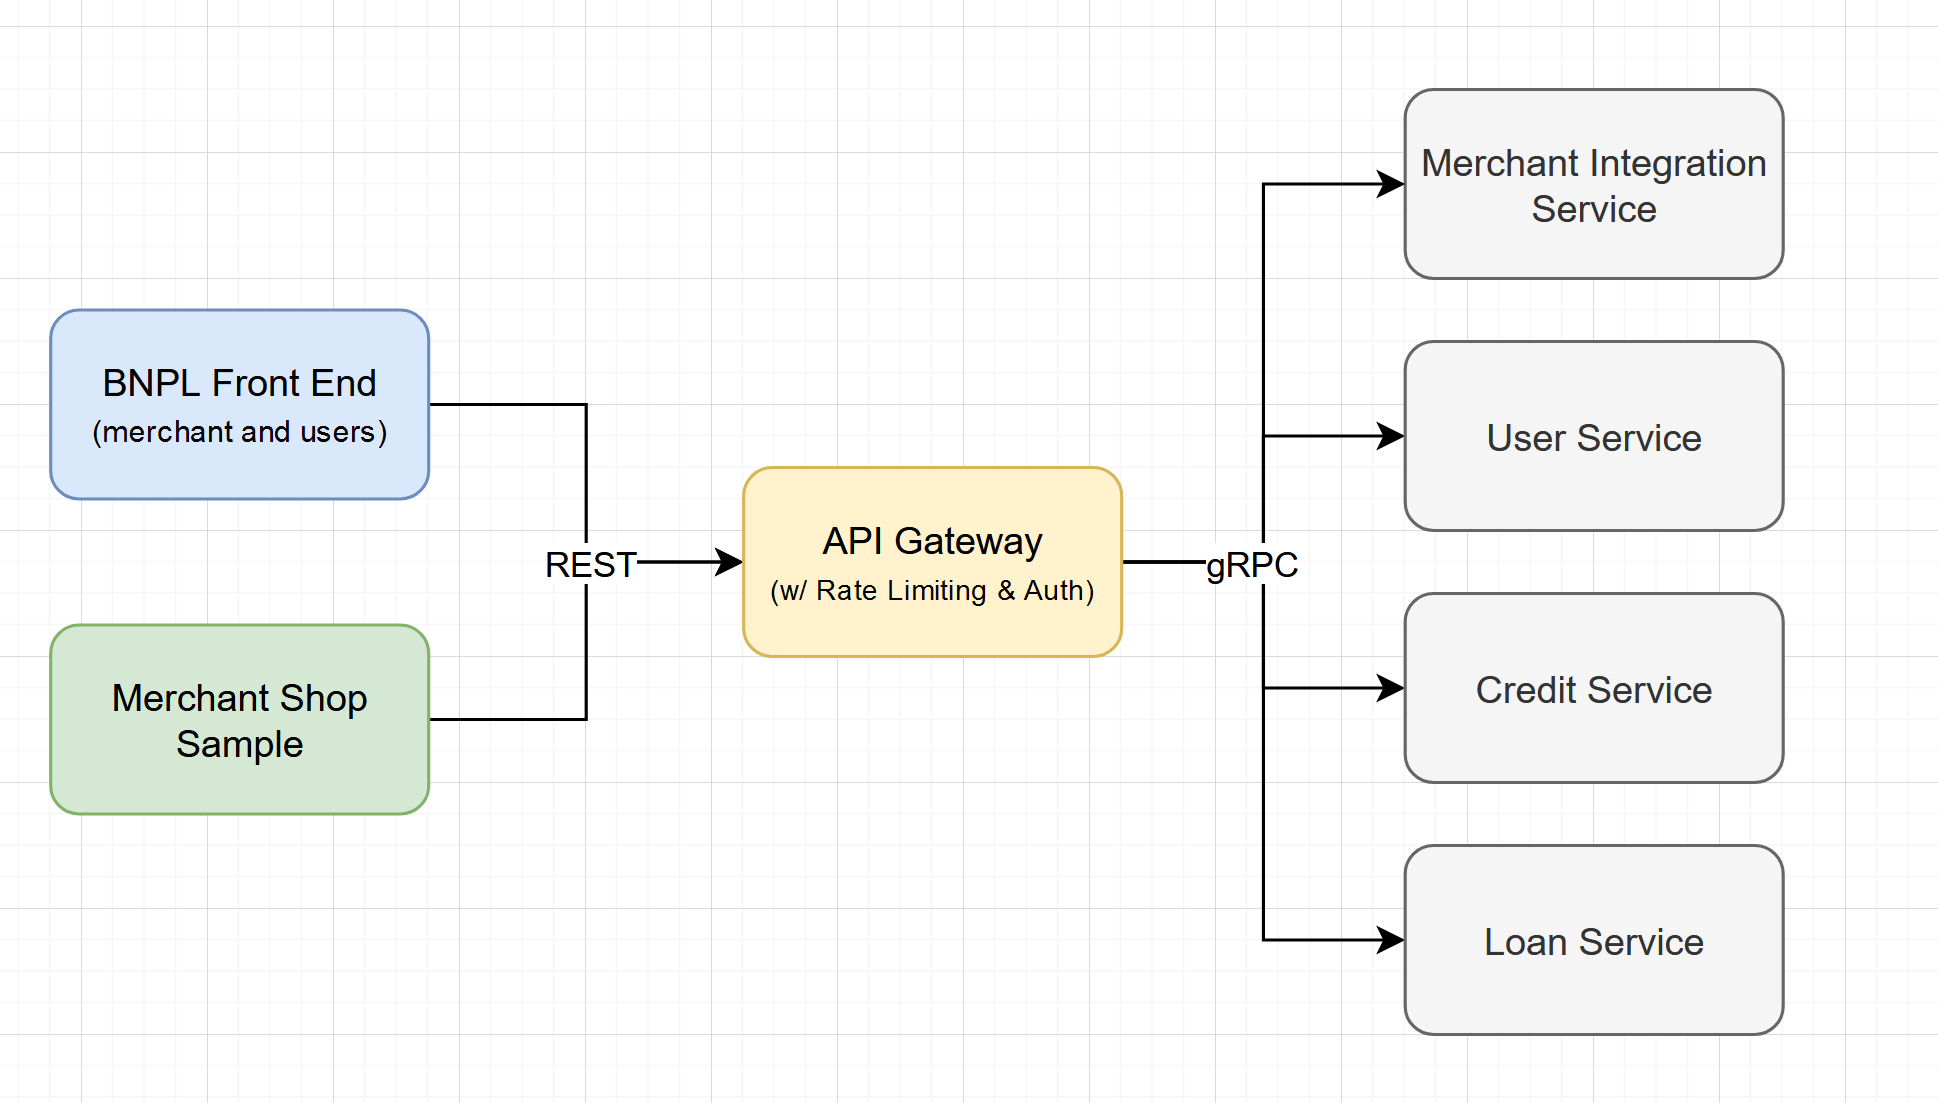 BNPL Front End
(merchant and users)
Merchant Shop
Sample
REST
API Gateway
(w/ Rate Limiting & Auth)
gRPC
Merchant Integration
Service
User Service
Credit Service
Loan Service